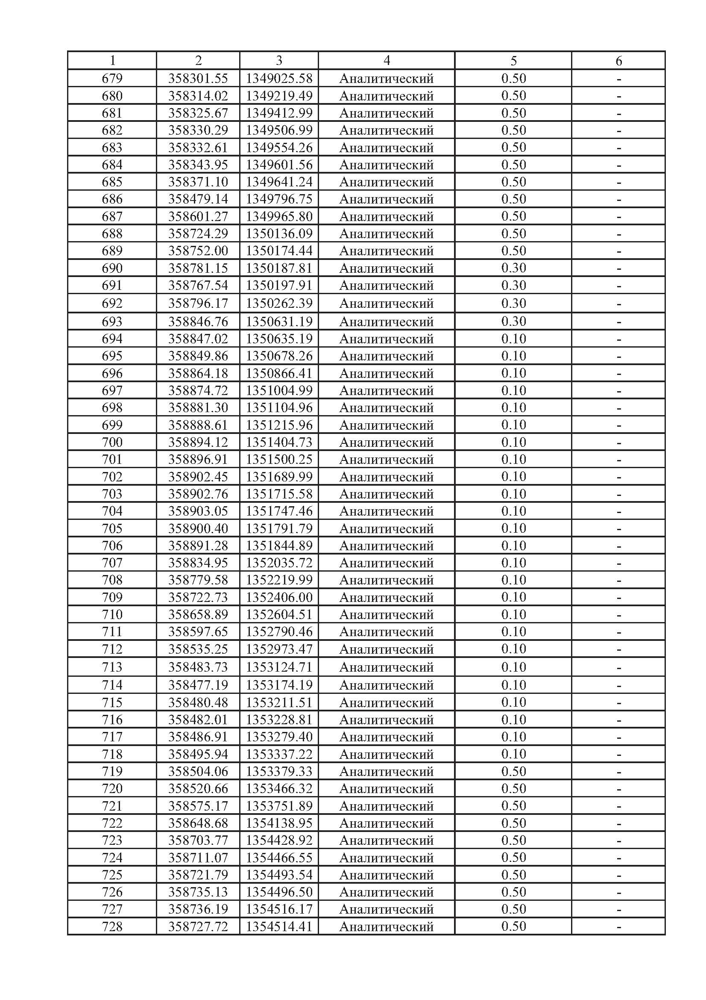 1 2 3 4 5 6
679 358301.55 1349025.58 Аналитический 0.50 -
680 358314.02 1349219.49 Аналитический 0.50 -
681 358325.67 1349412.99 Аналитический 0.50 -
682 358330.29 1349506.99 Аналитический 0.50 -
683 358332.61 1349554.26 Аналитический 0.50 -
684 358343.95 1349601.56 Аналитический 0.50 -
685 358371.10 1349641.24 Аналитический 0.50 -
686 358479.14 1349796.75 Аналитический 0.50 -
687 358601.27 1349965.80 Аналитический 0.50 -
688 358724.29 1350136.09 Аналитический 0.50 -
689 358752.00 1350174.44 Аналитический 0.50 -
690 358781.15 1350187.81 Аналитический 0.30 -
691 358767.54 1350197.91 Аналитический 0.30 -
692 358796.17 1350262.39 Аналитический 0.30 -
693 358846.76 1350631.19 Аналитический 0.30 -
694 358847.02 1350635.19 Аналитический 0.10 -
695 358849.86 1350678.26 Аналитический 0.10 -
696 358864.18 1350866.41 Аналитический 0.10 -
697 358874.72 1351004.99 Аналитический 0.10 -
698 358881.30 1351104.96 Аналитический 0.10 -
699 358888.61 1351215.96 Аналитический 0.10 -
700 358894.12 1351404.73 Аналитический 0.10 -
701 358896.91 1351500.25 Аналитический 0.10 -
702 358902.45 1351689.99 Аналитический 0.10 -
703 358902.76 1351715.58 Аналитический 0.10 -
704 358903.05 1351747.46 Аналитический 0.10 -
705 358900.40 1351791.79 Аналитический 0.10 -
706 358891.28 1351844.89 Аналитический 0.10 -
707 358834.95 1352035.72 Аналитический 0.10 -
708 358779.58 1352219.99 Аналитический 0.10 -
709 358722.73 1352406.00 Аналитический 0.10 -
710 358658.89 1352604.51 Аналитический 0.10 -
711 358597.65 1352790.46 Аналитический 0.10 -
712 358535.25 1352973.47 Аналитический 0.10 -
713 358483.73 1353124.71 Аналитический 0.10 -
714 358477.19 1353174.19 Аналитический 0.10 -
715 358480.48 1353211.51 Аналитический 0.10 -
716 358482.01 1353228.81 Аналитический 0.10 -
717 358486.91 1353279.40 Аналитический 0.10 -
718 358495.94 1353337.22 Аналитический 0.10 -
719 358504.06 1353379.33 Аналитический 0.50 -
720 358520.66 1353466.32 Аналитический 0.50 -
721 358575.17 1353751.89 Аналитический 0.50 -
722 358648.68 1354138.95 Аналитический 0.50 -
723 358703.77 1354428.92 Аналитический 0.50 -
724 358711.07 1354466.55 Аналитический 0.50 -
725 358721.79 1354493.54 Аналитический 0.50 -
726 358735.13 1354496.50 Аналитический 0.50 -
727 358736.19 1354516.17 Аналитический 0.50 -
728 358727.72 1354514.41 Аналитический 0.50 -